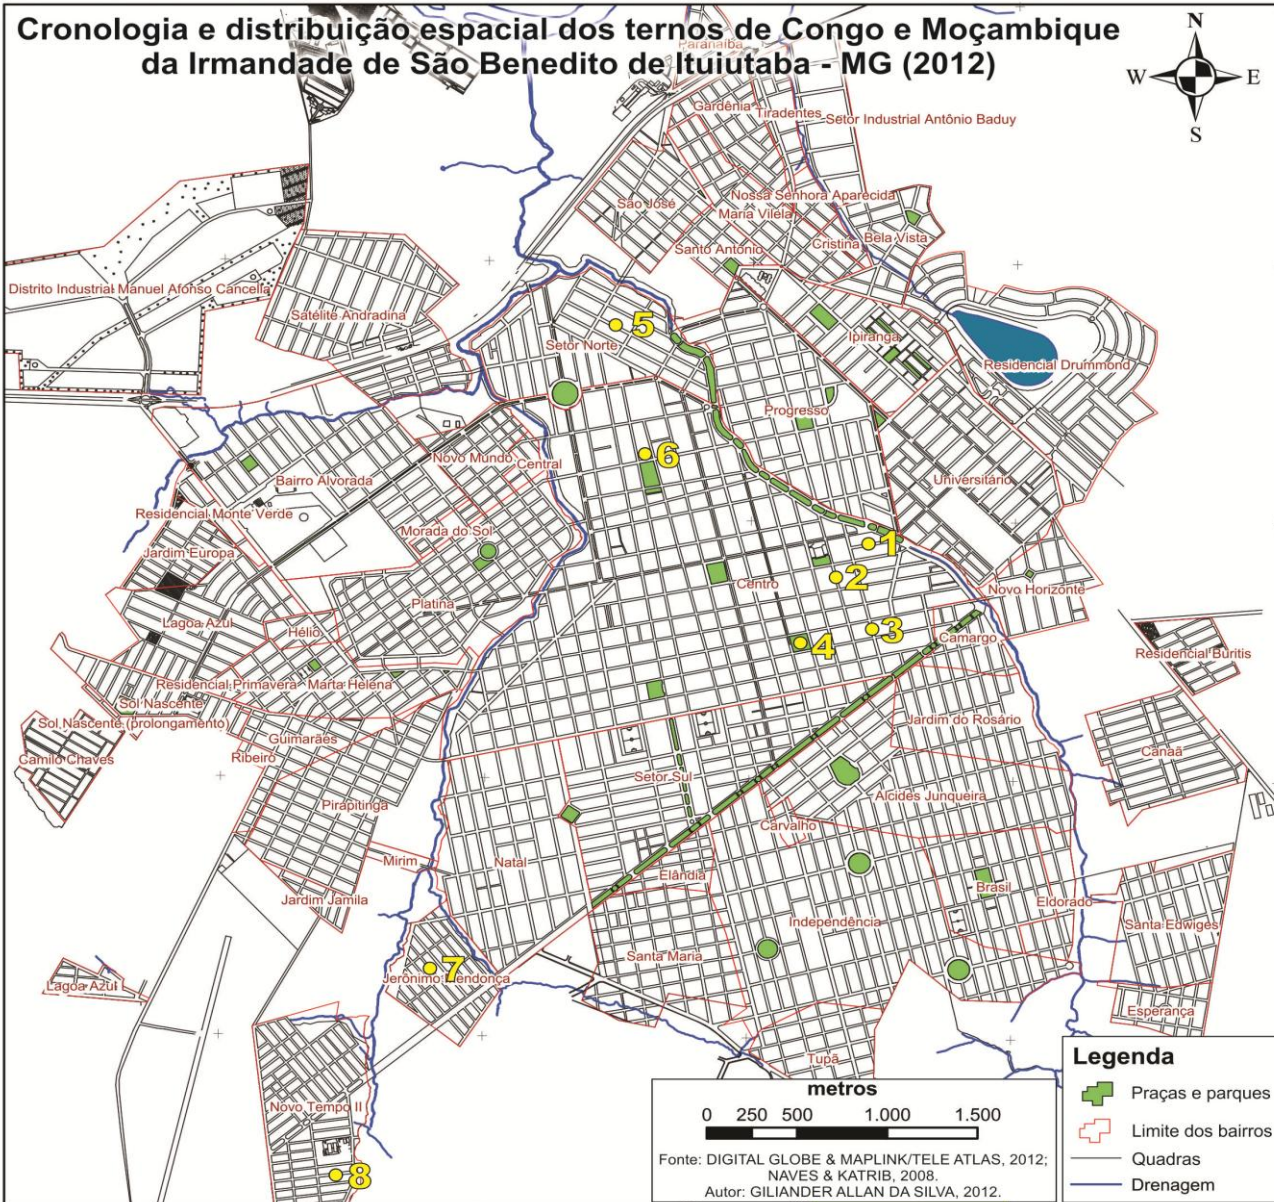 Cronologia e distribuição espacial dos ternos de Congo e Moçambique
da Irmandade de São Benedito de Ituiutaba - MG (2012)
N
W
E
S
Paranaíba
Gardênia
Tiradentes
Setor Industrial Antônio Baduy
São José
Nossa Senhora Aparecida
Maria Vilela
Santo Antônio
Cristina
Bela Vista
Distrito Industrial Manuel Afonso Cancella
Satélite Andradina
5
Setor Norte
Ipiranga
Residencial Drummond
Progresso
6
Novo Mundo
Central
Bairro Alvorada
Universitário
Residencial Monte Verde
Morada do Sol
Jardim Europa
1
2
Centro
Novo Horizonte
Platina
Lagoa Azul
Hélio
3
4
Camargo
Residencial Buritis
Residencial Primavera
Marta Helena
Sol Nascente
Sol Nascente (prolongamento)
Jardim do Rosário
Guimarães
Camilo Chaves
Ribeiro
Canaã
Setor Sul
Pirapitinga
Alcides Junqueira
Carvalho
Mirim
Natal
Elândia
Brasil
Jardim Jamila
Eldorado
Independência
Santa Edwiges
Santa Maria
7
Jerônimo Mendonça
Lagoa Azul
Esperança
Tupã
Novo Tempo II
8
Legenda
Praças e parques
Limite dos bairros
Quadras
Drenagem
metros
0 250 500 1.000 1.500
Fonte: DIGITAL GLOBE & MAPLINK/TELE ATLAS, 2012;
NAVES & KATRIB, 2008.
Autor: GILIANDER ALLAN DA SILVA, 2012.